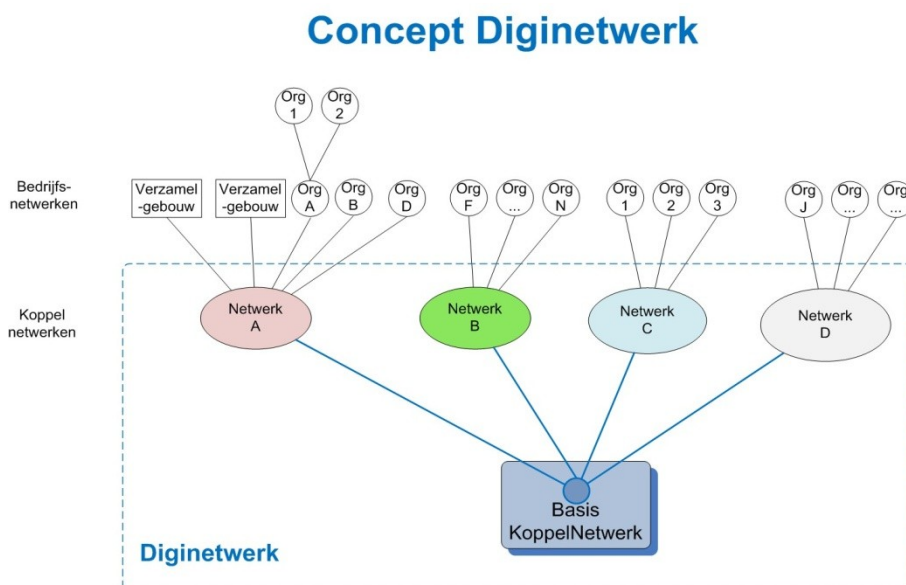 Concept Diginetwerk
Org
1
Org
2
Bedrijfs-
netwerken
Verzamel
-gebouw
Verzamel
-gebouw
Org
A
Org
B
Org
D
Org
F
Org
...
Org
N
Org
1
Org
2
Org
3
Org
J
Org
...
Org
...
Koppel
netwerken
Netwerk
A
Netwerk
B
Netwerk
C
Netwerk
D
Basis
KoppelNetwerk
Diginetwerk